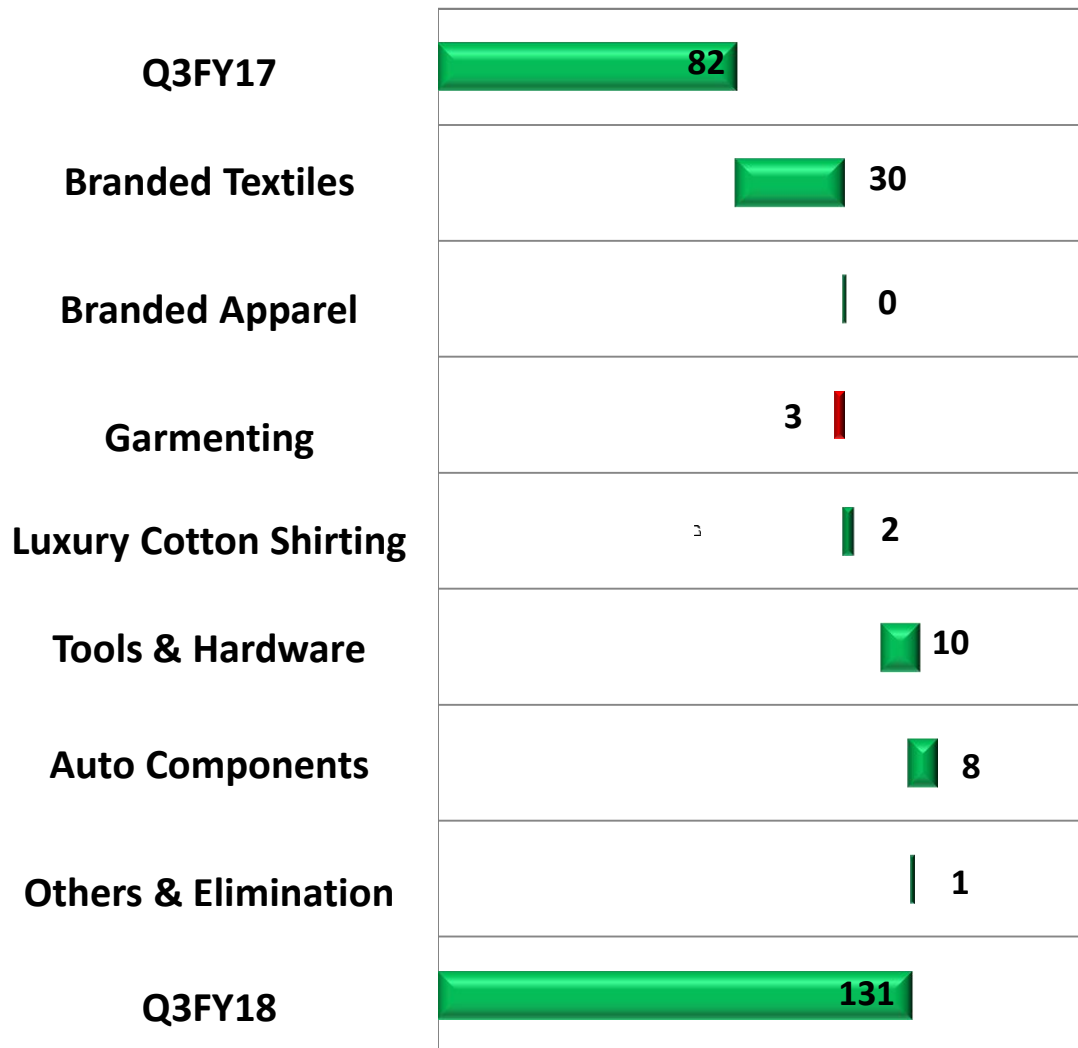 Q3FY17 82
Branded Textiles 30
Branded Apparel 0
Garmenting 3
Luxury Cotton Shirting 2
Tools & Hardware 10
Auto Components 8
Others & Elimination 1
Q3FY18 131